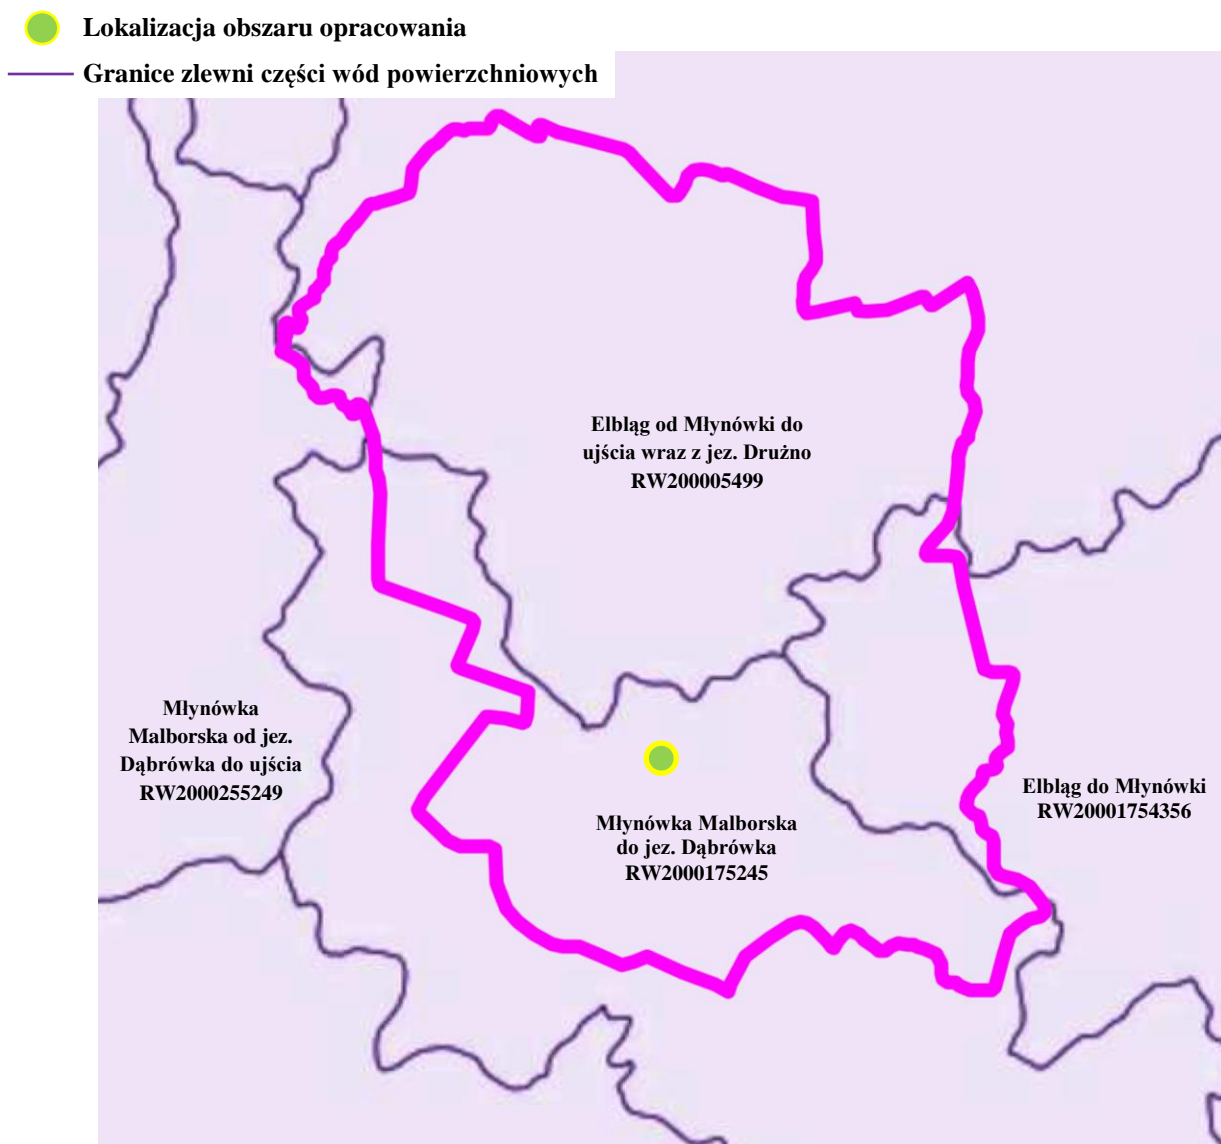 Lokalizacja obszaru opracowania
Granice zlewni części wód powierzchniowych
Elbląg od Młynówki do
ujścia wraz z jez. Drużno
RW200005499
Młynówka
Malborska od jez.
Dąbrówka do ujścia
RW2000255249
Młynówka Malborska
do jez. Dąbrówka
RW2000175245
Elbląg do Młynówki
RW20001754356